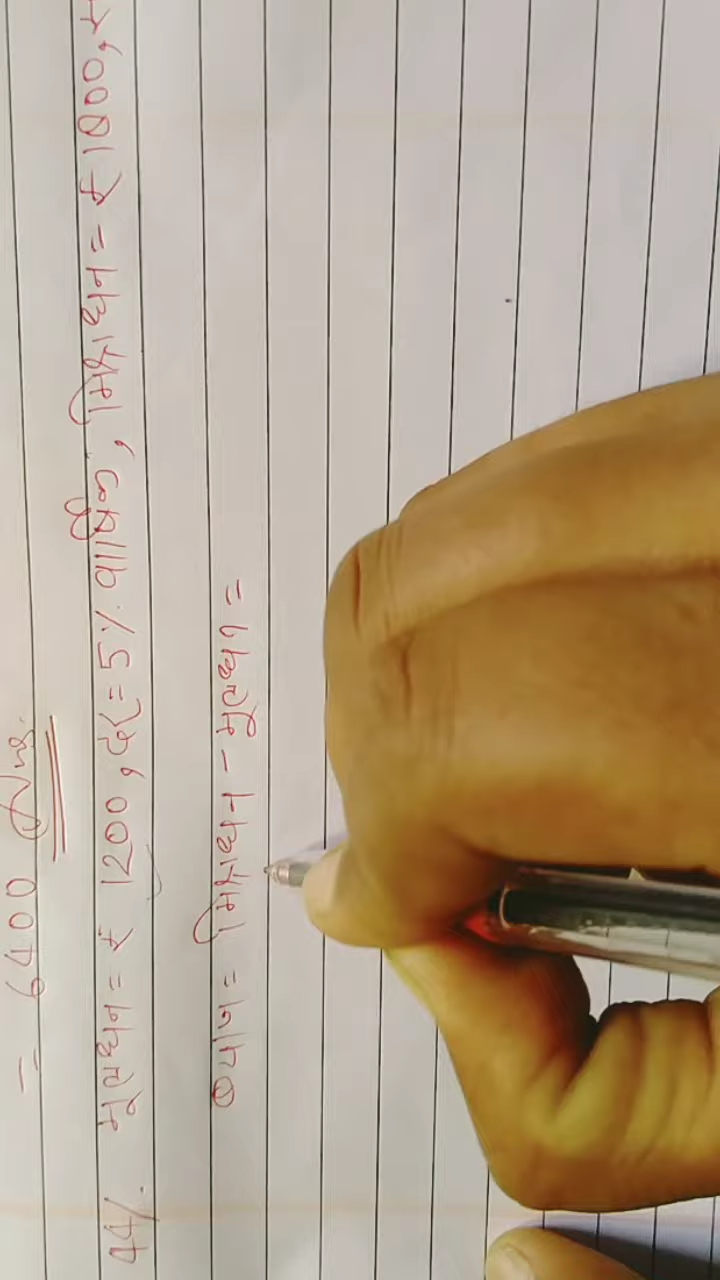 = 6400 Ans.
44/. मूलधन = ₹ 1200, दर = 5%. वार्षिक, मिश्रधन = ₹ 1800,
ब्याज = मिश्रधन - मूलधन =